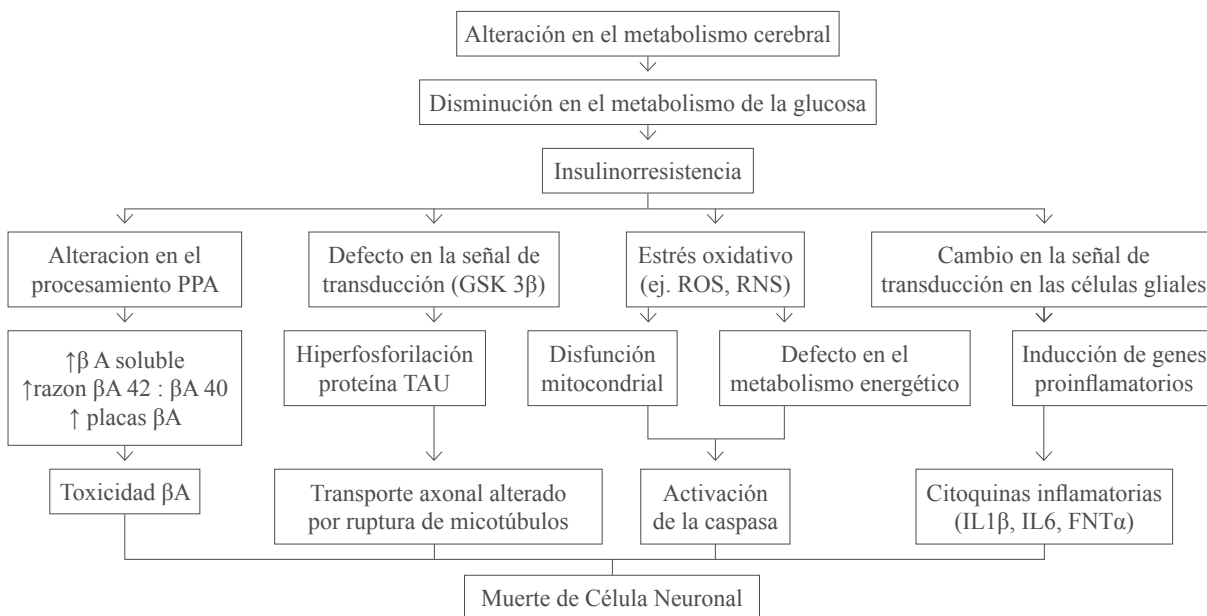 Alteración en el metabolismo cerebral
Disminución en el metabolismo de la glucosa
Insulinorresistencia
Alteracion en el
procesamiento PPA
Defecto en la señal de
transducción (GSK 3β)
Estrés oxidativo
(ej. ROS, RNS)
Cambio en la señal de
transducción en las células gliales
↑β A soluble
↑razon βA 42 : βA 40
↑ placas βA
Hiperfosforilación
proteína TAU
Disfunción
mitocondrial
Defecto en el
metabolismo energético
Inducción de genes
proinflamatorios
Toxicidad βA
Transporte axonal alterado
por ruptura de micotúbulos
Activación
de la caspasa
Citoquinas inflamatorias
(IL1β, IL6, FNTα)
Muerte de Célula Neuronal